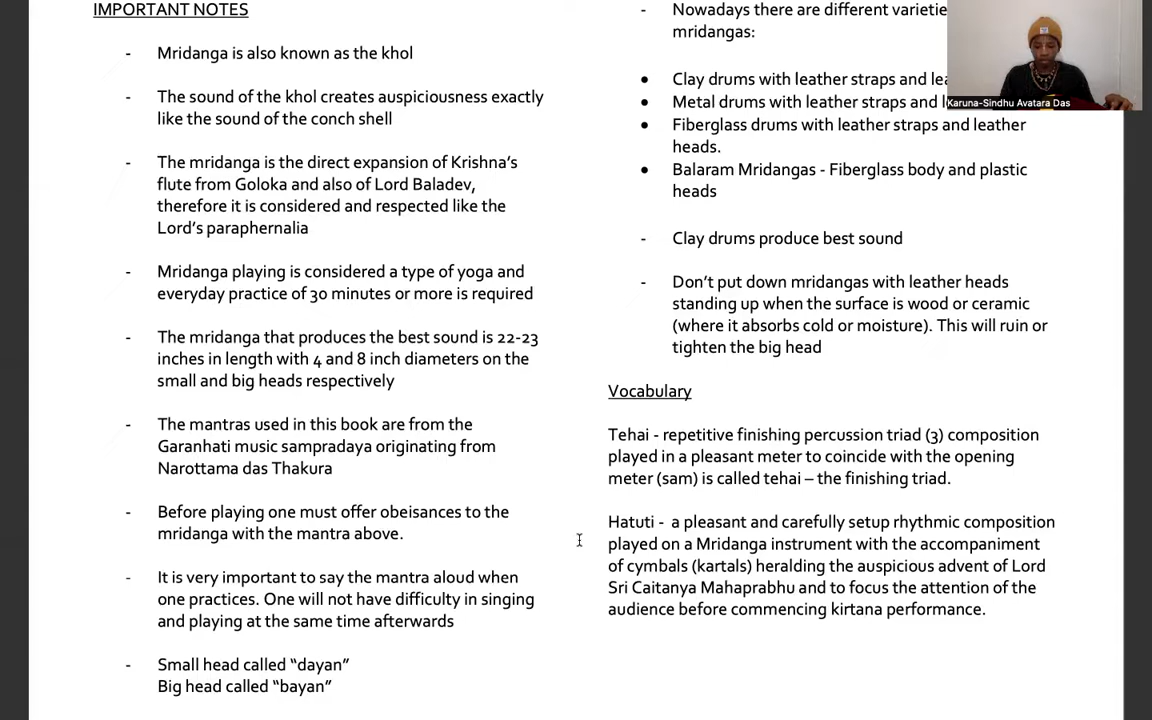 IMPORTANT NOTES
- Mridanga is also known as the khol
- The sound of the khol creates auspiciousness exactly
like the sound of the conch shell
- The mridanga is the direct expansion of Krishna's
flute from Goloka and also of Lord Baladev,
therefore it is considered and respected like the
Lord's paraphernalia
- Mridanga playing is considered a type of yoga and
everyday practice of 30 minutes or more is required
- The mridanga that produces the best sound is 22-23
inches in length with 4 and 8 inch diameters on the
small and big heads respectively
- The mantras used in this book are from the
Garanhati music sampradaya originating from
Narottama das Thakura
- Before playing one must offer obeisances to the
mridanga with the mantra above.
- It is very important to say the mantra aloud when
one practices. One will not have difficulty in singing
and playing at the same time afterwards
- Small head called “dayan”
Big head called “bayan”
- Nowadays there are different
mridangas:
• Clay drums with leather straps and
• Metal drums with leather straps and
• Fiberglass drums with leather straps and leather
heads.
• Balaram Mridangas - Fiberglass body and plastic
heads
- Clay drums produce best sound
- Don't put down mridangas with leather heads
standing up when the surface is wood or ceramic
(where it absorbs cold or moisture). This will ruin or
tighten the big head
Vocabulary
Tehai - repetitive finishing percussion triad (3) composition
played in a pleasant meter to coincide with the opening
meter (sam) is called tehai – the finishing triad.
Hatuti - a pleasant and carefully setup rhythmic composition
played on a Mridanga instrument with the accompaniment
of cymbals (kartals) heralding the auspicious advent of Lord
Sri Caitanya Mahaprabhu and to focus the attention of the
audience before commencing kirtana performance.
Karuna-Sindhu Avatara Das